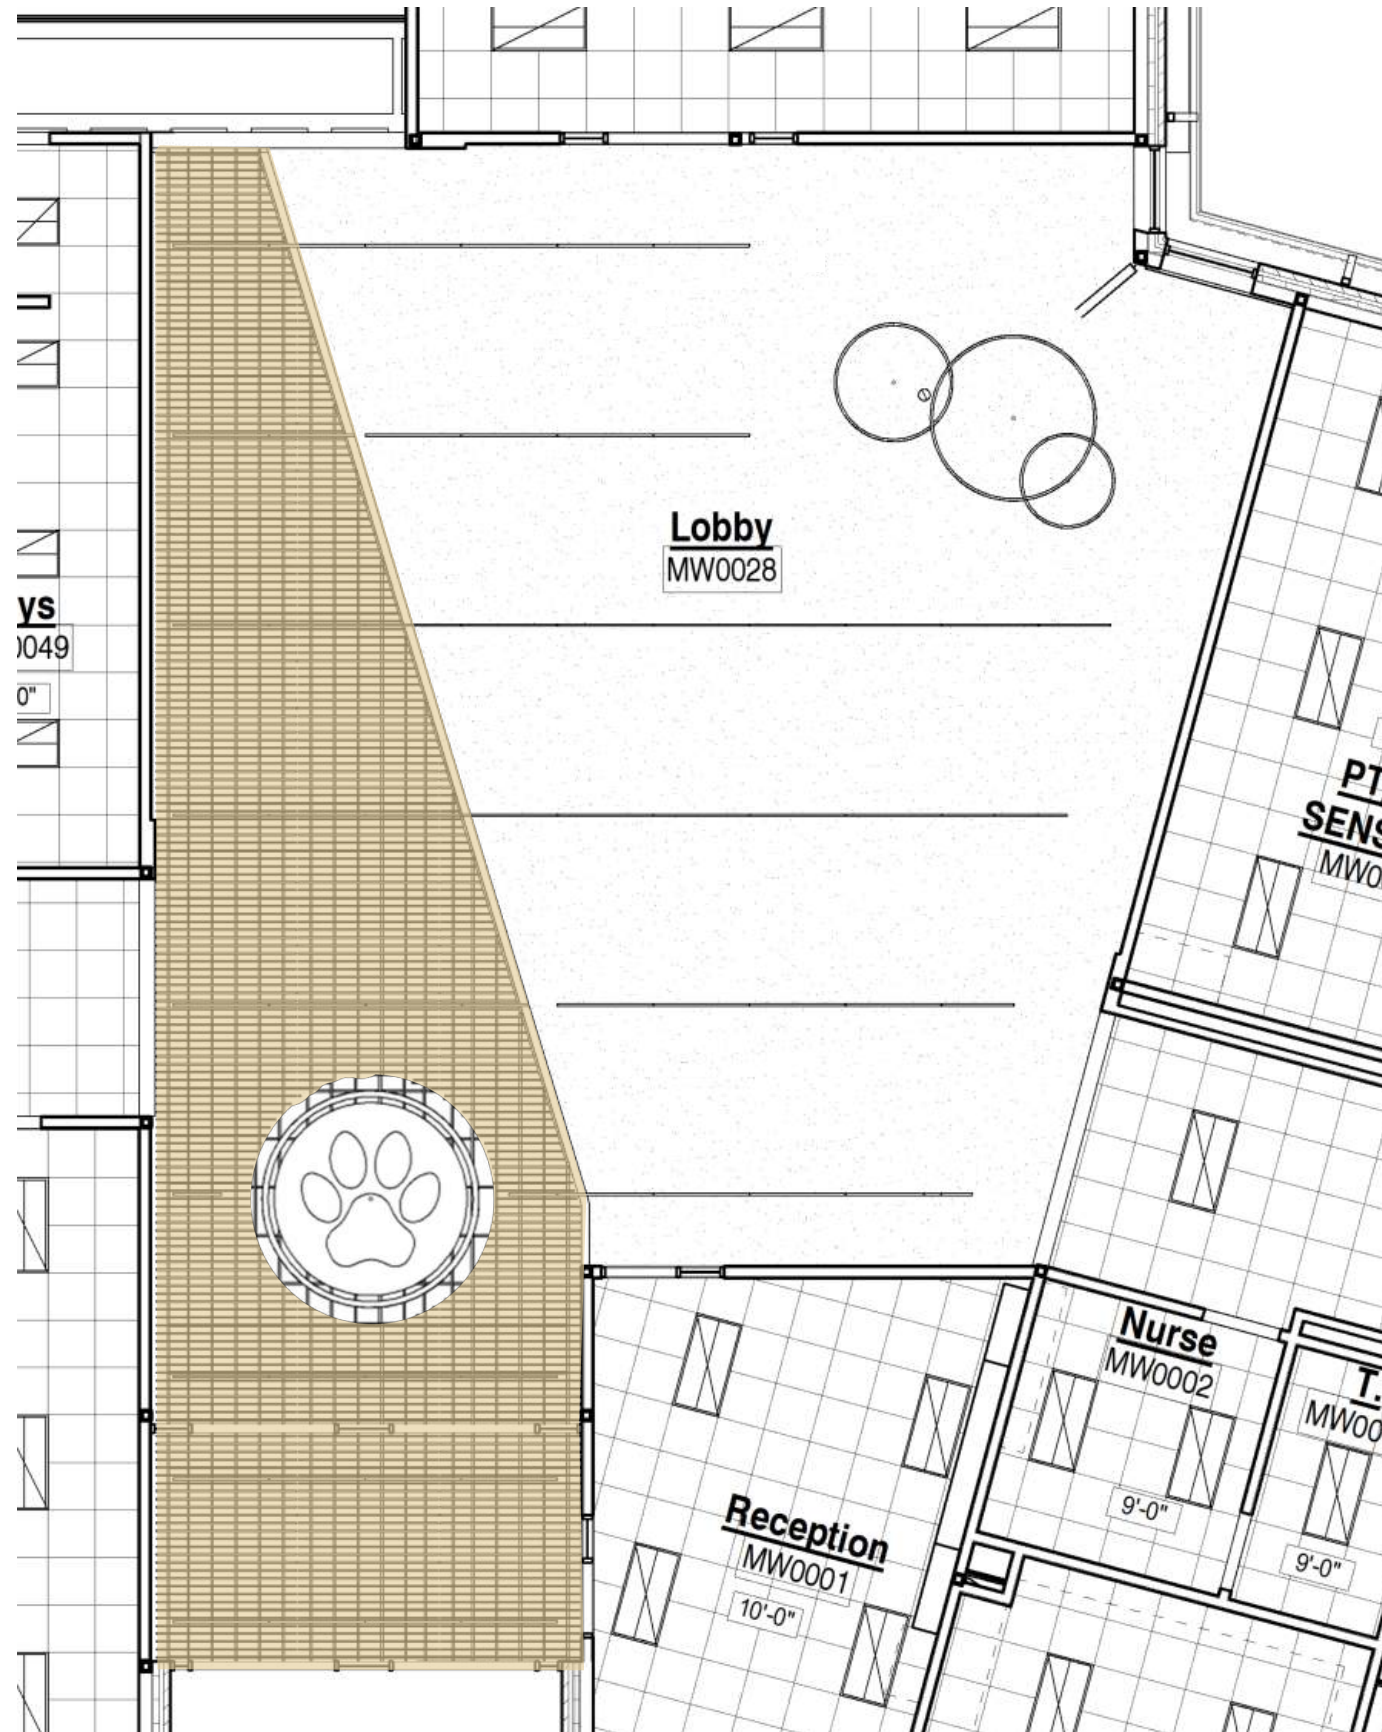 Lobby
MW0028
ys
0049
0"
PT
SENS
MW0
Nurse
MW0002
9'-0"
T.
MW00
9'-0"
Reception
MW0001
10'-0"